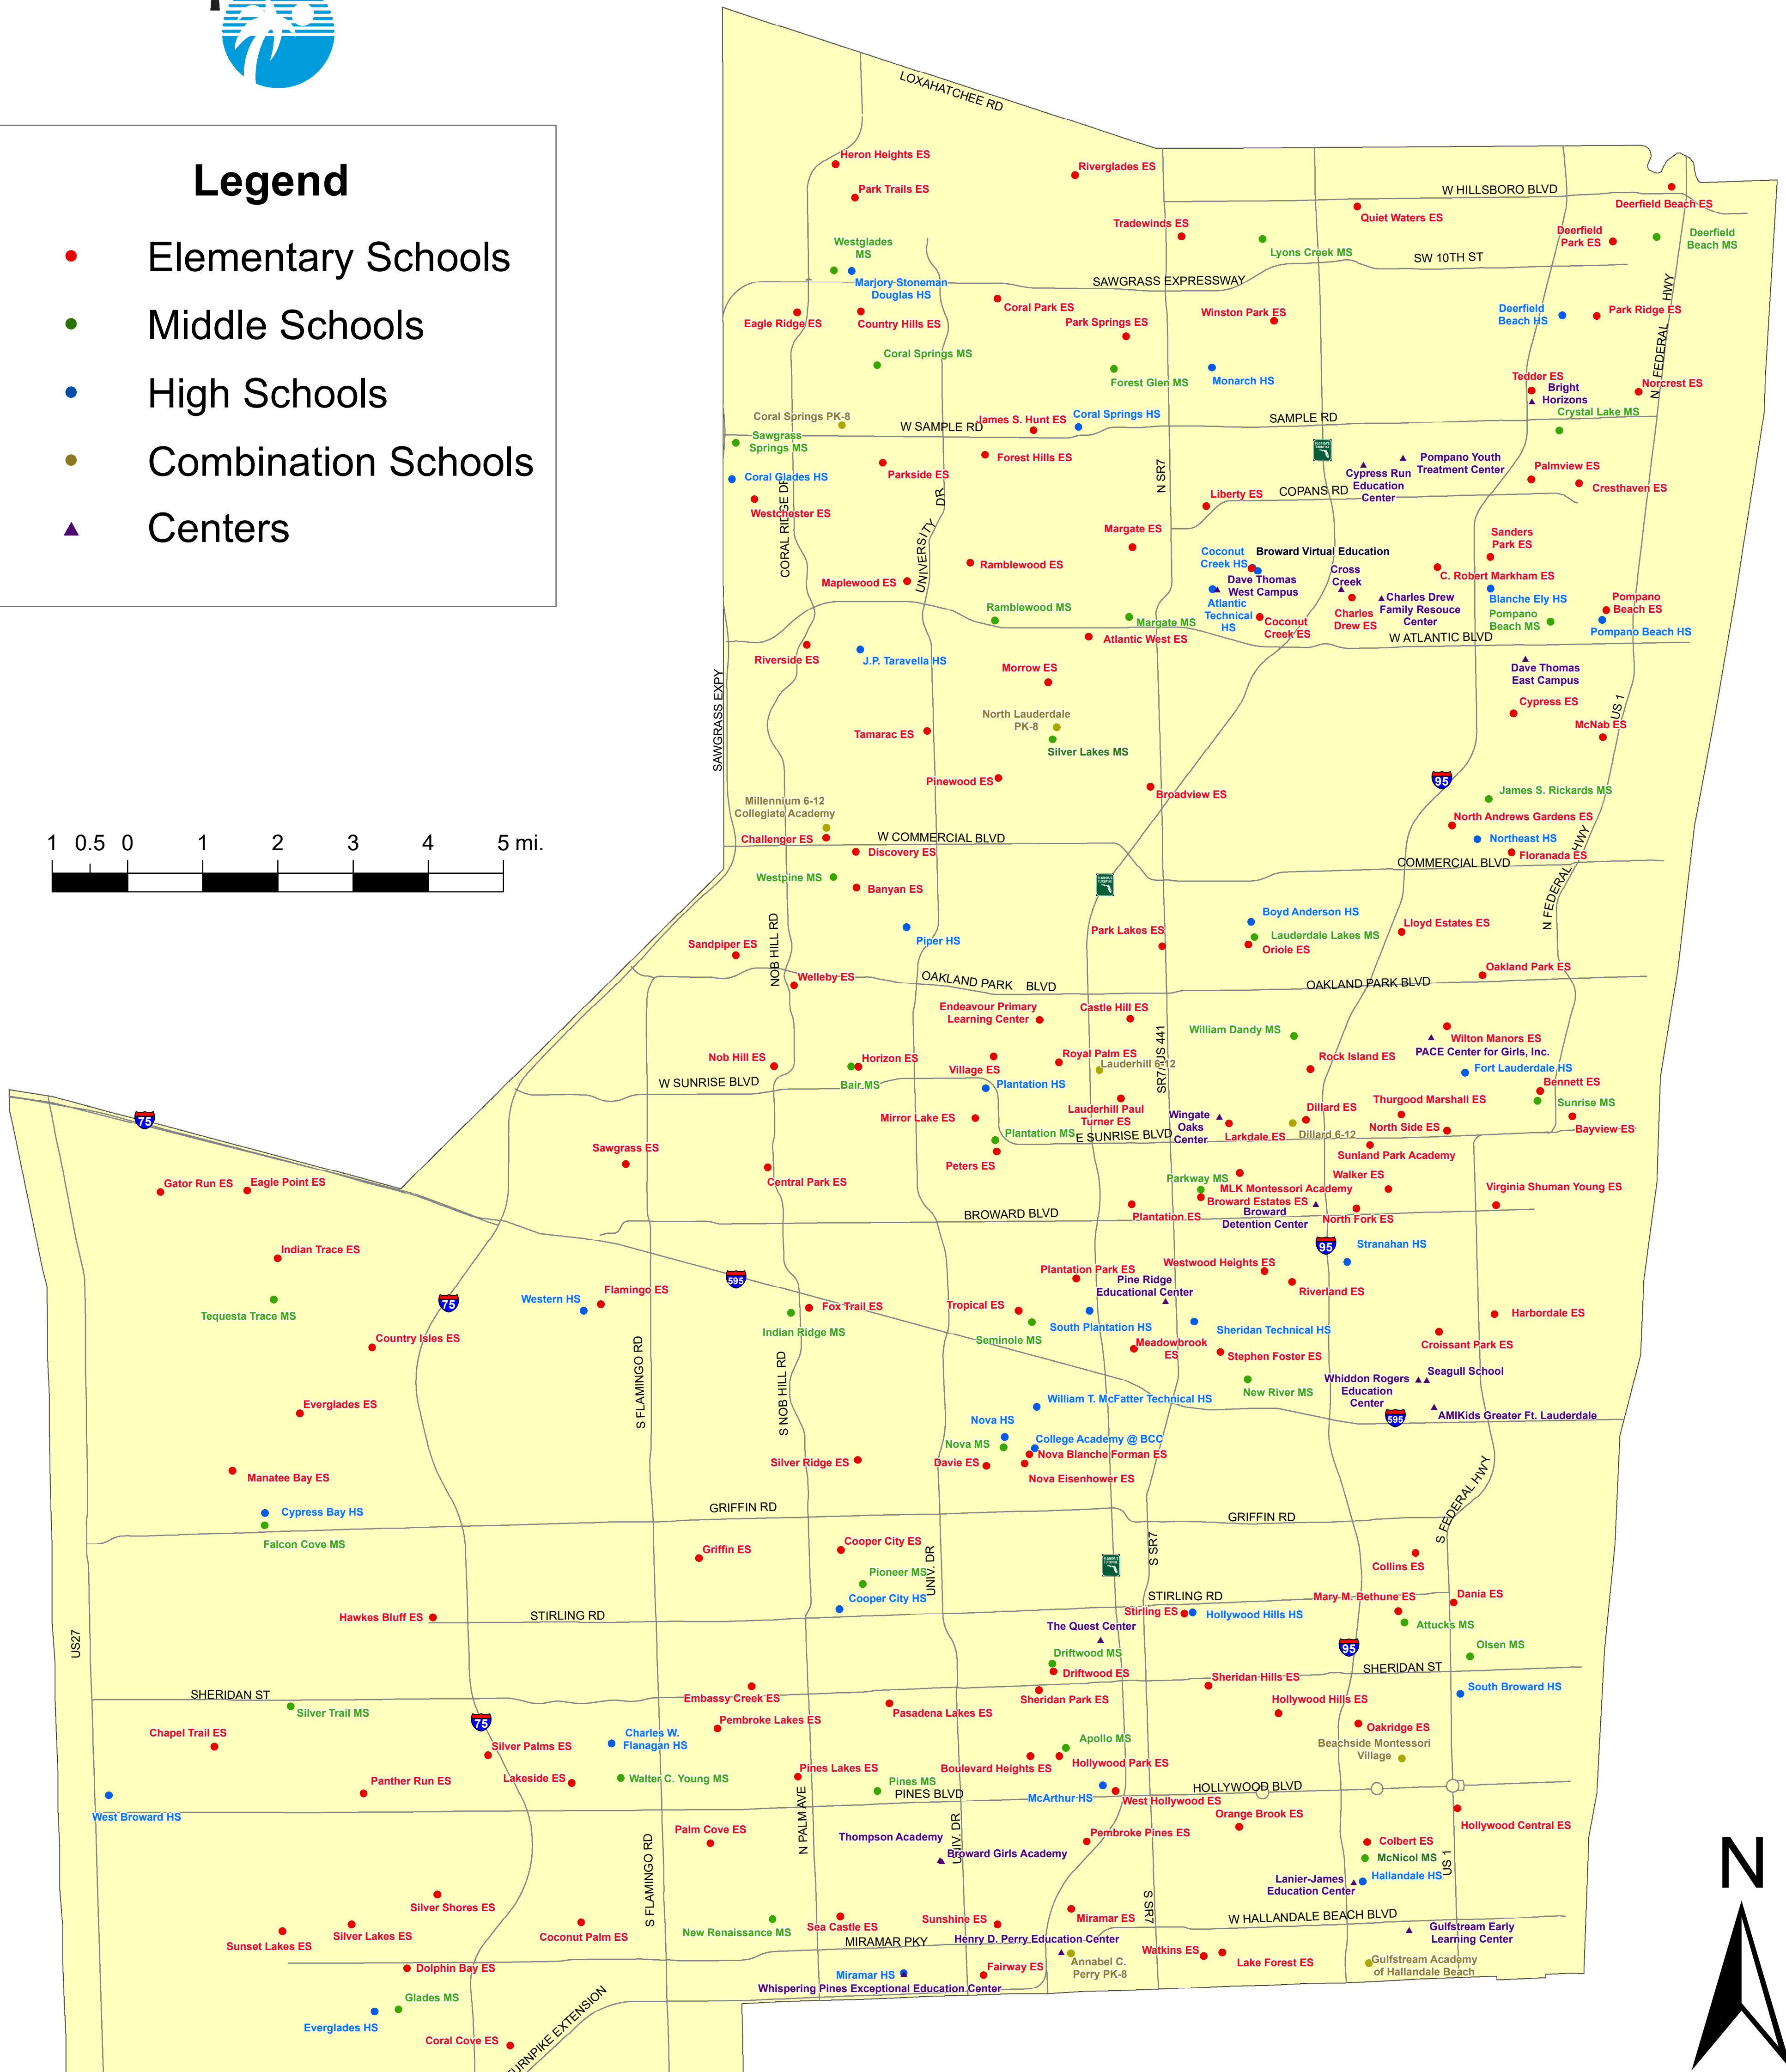 Legend
Elementary Schools
Middle Schools
High Schools
Combination Schools
Centers
1 0.5 0 1 2 3 4 5 mi.
LOXAHATCHEE RD
Heron Heights ES
Riverglades ES
Park Trails ES
W HILLSBORO BLVD
Deerfield Beach ES
Quiet Waters ES
Tradewinds ES
Deerfield
Park ES
Deerfield
Beach MS
Westglades
MS
Lyons Creek MS
SW 10TH ST
Marjory Stoneman
Douglas HS
SAWGRASS EXPRESSWAY
N FEDERAL HWY
Coral Park ES
Eagle Ridge ES
Country Hills ES
Park Springs ES
Winston Park ES
Deerfield
Beach HS
Park Ridge ES
Coral Springs MS
Forest Glen MS
Monarch HS
Tedder ES
Norcrest ES
Bright
Horizons
Crystal Lake MS
Coral Springs PK-8
James S. Hunt ES
Coral Springs HS
W SAMPLE RD
SAMPLE RD
Sawgrass
Springs MS
Forest Hills ES
Pompano Youth
Treatment Center
Cypress Run
Education
Center
Palmview ES
Cresthaven ES
Coral Glades HS
Parkside ES
N SR7
Liberty ES
COPANS RD
Westchester ES
CORAL RIDGE DR
UNIVERSITY DR
Margate ES
Sanders
Park ES
Coconut
Creek HS
Broward Virtual Education
Ramblewood ES
Maplewood ES
Cross
Creek
C. Robert Markham ES
Dave Thomas
West Campus
Atlantic
Technical
HS
Coconut
Creek ES
Charles
Drew ES
Charles Drew
Family Resouce
Center
Blanche Ely HS
Pompano
Beach ES
Pompano
Beach MS
Pompano Beach HS
Ramblewood MS
Margate MS
Atlantic West ES
W ATLANTIC BLVD
Riverside ES
J.P. Taravella HS
Morrow ES
Dave Thomas
East Campus
SAWGRASS EXPY
Cypress ES
US 1
McNab ES
North Lauderdale
PK-8
Tamarac ES
Silver Lakes MS
Pinewood ES
95
Broadview ES
James S. Rickards MS
Millennium 6-12
Collegiate Academy
North Andrews Gardens ES
Challenger ES
W COMMERCIAL BLVD
Northeast HS
Discovery ES
Floranada ES
COMMERCIAL BLVD
N FEDERAL HWY
Westpine MS
Banyan ES
Boyd Anderson HS
Lloyd Estates ES
Park Lakes ES
Lauderdale Lakes MS
Oriole ES
Piper HS
NOB HILL RD
Sandpiper ES
Welleby ES
Oakland Park ES
OAKLAND PARK BLVD
OAKLAND PARK BLVD
Endeavour Primary
Learning Center
Castle Hill ES
William Dandy MS
Wilton Manors ES
PACE Center for Girls, Inc.
SR7/US 441
Nob Hill ES
Horizon ES
Royal Palm ES
Lauderhill 6-12
Rock Island ES
Village ES
Fort Lauderdale HS
Bair MS
Plantation HS
Bennett ES
W SUNRISE BLVD
Thurgood Marshall ES
Sunrise MS
Lauderhill Paul
Turner ES
Mirror Lake ES
Wingate
Oaks
Center
Dillard ES
Larkdale ES
Dillard 6-12
North Side ES
Bayview ES
75
Plantation MS
E SUNRISE BLVD
Sawgrass ES
Peters ES
Sunland Park Academy
Central Park ES
Parkway MS
Walker ES
Gator Run ES
Eagle Point ES
MLK Montessori Academy
Virginia Shuman Young ES
Broward Estates ES
Plantation ES
Broward
Detention Center
North Fork ES
BROWARD BLVD
Indian Trace ES
95
Stranahan HS
595
Plantation Park ES
Westwood Heights ES
Pine Ridge
Educational Center
Riverland ES
75
Western HS
Flamingo ES
Fox Trail ES
Tropical ES
Tequesta Trace MS
Indian Ridge MS
South Plantation HS
Sheridan Technical HS
Seminole MS
Harbordale ES
Country Isles ES
Croissant Park ES
Meadowbrook
ES
Stephen Foster ES
S FLAMINGO RD
S NOB HILL RD
Seagull School
Whiddon Rogers
Education
Center
New River MS
Everglades ES
William T. McFatter Technical HS
595
AMIKids Greater Ft. Lauderdale
Nova HS
College Academy @ BCC
Nova MS
Nova Blanche Forman ES
Silver Ridge ES
Davie ES
Nova Eisenhower ES
Manatee Bay ES
Cypress Bay HS
GRIFFIN RD
GRIFFIN RD
S FEDERAL HWY
Falcon Cove MS
Griffin ES
Cooper City ES
S SR7
Collins ES
Pioneer MS
UNIV. DR
Cooper City HS
STIRLING RD
Mary M. Bethune ES
Dania ES
Hawkes Bluff ES
STIRLING RD
Stirling ES
Hollywood Hills HS
Attucks MS
US27
The Quest Center
95
Olsen MS
Driftwood MS
Driftwood ES
SHERIDAN ST
Sheridan Hills ES
South Broward HS
SHERIDAN ST
Embassy Creek ES
Sheridan Park ES
Hollywood Hills ES
Silver Trail MS
Pasadena Lakes ES
Oakridge ES
75
Pembroke Lakes ES
Chapel Trail ES
Charles W.
Flanagan HS
Apollo MS
Beachside Montessori
Village
Silver Palms ES
Boulevard Heights ES
Hollywood Park ES
Pines Lakes ES
Panther Run ES
Lakeside ES
Walter C. Young MS
Pines MS
PINES BLVD
HOLLYWOOD BLVD
McArthur HS
West Hollywood ES
West Broward HS
N PALM AVE
Orange Brook ES
Hollywood Central ES
Palm Cove ES
Thompson Academy
UNIV. DR
Pembroke Pines ES
Colbert ES
Broward Girls Academy
McNicol MS
US 1
Hallandale HS
Lanier-James
Education Center
N
S FLAMINGO RD
Silver Shores ES
S SR7
Miramar ES
W HALLANDALE BEACH BLVD
Coconut Palm ES
New Renaissance MS
Sea Castle ES
Sunshine ES
Gulfstream Early
Learning Center
Sunset Lakes ES
Silver Lakes ES
MIRAMAR PKY
Henry D. Perry Education Center
Watkins ES
Lake Forest ES
Annabel C.
Perry PK-8
Gulfstream Academy
of Hallandale Beach
Dolphin Bay ES
Miramar HS
Fairway ES
Whispering Pines Exceptional Education Center
Glades MS
Everglades HS
Coral Cove ES
TURNPIKE EXTENSION